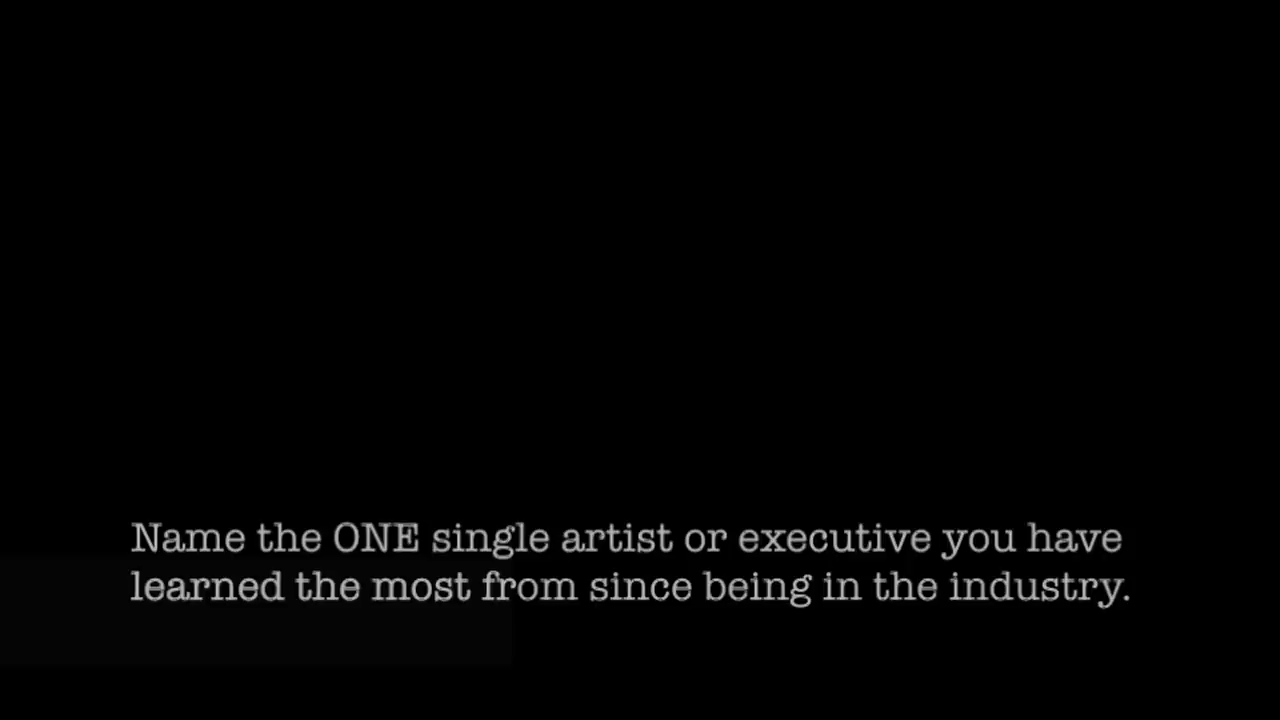 Name the ONE single artist or executive you have
learned the most from since being in the industry.